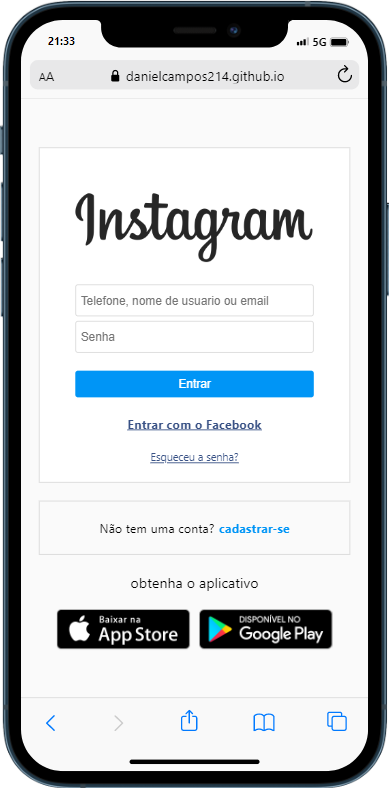 21:33
5G
AA
danielcampos214.github.io
Instagram
Telefone, nome de usuario ou email
Senha
Entrar
Entrar com o Facebook
Esqueceu a senha?
Não tem uma conta? cadastrar-se
obtenha o aplicativo
Baixar na
App Store
DISPONÍVEL NO
Google Play